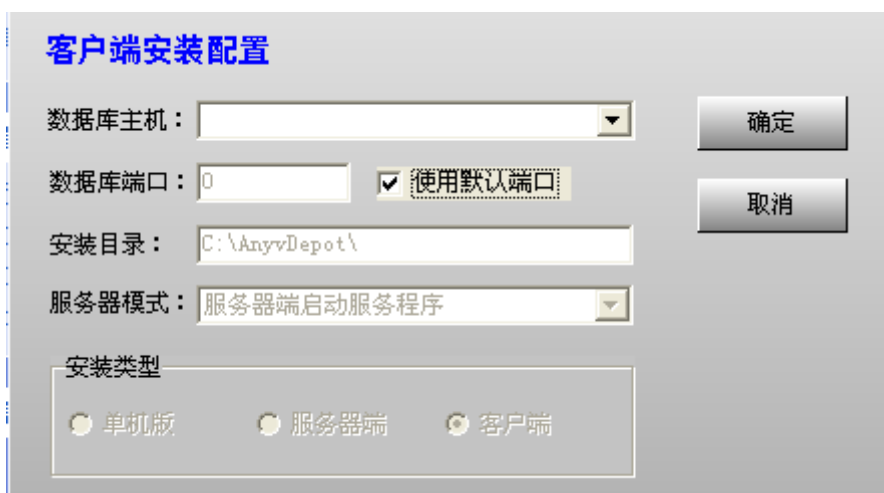 客户端安装配置
数据库主机：
确定
数据库端口：0 使用默认端口
取消
安装目录： C:\AnyvDepot\
服务器模式：服务器端启动服务程序
安装类型
单机版 服务器端 客户端